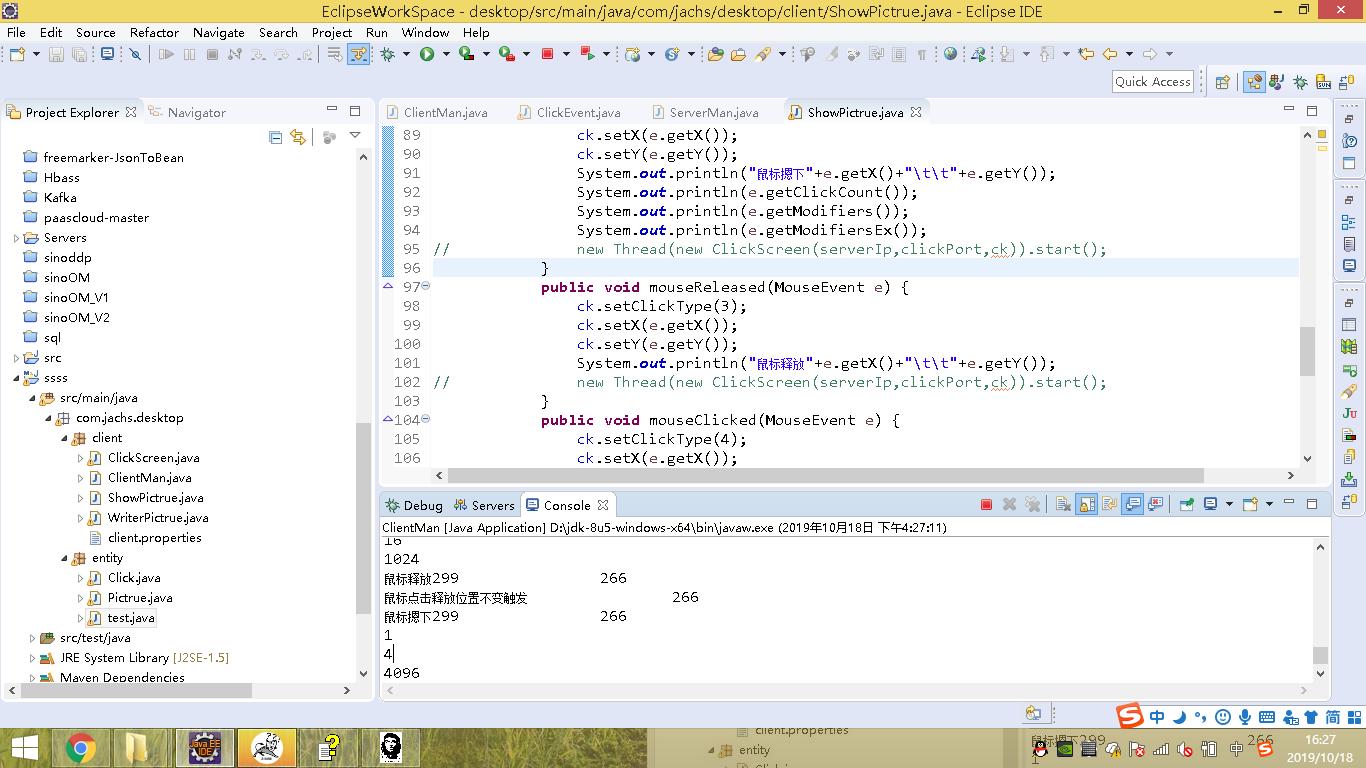 EclipseWorkSpace - desktop/src/main/java/com/jachs/desktop/client/ShowPictrue.java - Eclipse IDE
File Edit Source Refactor Navigate Search Project Run Window Help
Quick Access
Project Explorer Navigator
freemarker-JsonToBean
Hbass
Kafka
paascloud-master
Servers
sinoddp
sinoOM
sinoOM_V1
sinoOM_V2
sql
src
ssss
src/main/java
com.jachs.desktop
client
ClickScreen.java
ClientMan.java
ShowPictrue.java
WriterPictrue.java
client.properties
entity
Click.java
Pictrue.java
test.java
src/test/java
JRE System Library [J2SE-1.5]
Maven Dependencies
ClientMan.java ClickEvent.java ServerMan.java ShowPictrue.java
89 ck.setX(e.getX());
90 ck.setY(e.getY());
91 System.out.println("鼠标摁下"+e.getX()+"\t\t"+e.getY());
92 System.out.println(e.getClickCount());
93 System.out.println(e.getModifiers());
94 System.out.println(e.getModifiersEx());
95 // new Thread(new ClickScreen(serverIp,clickPort,ck)).start();
96 }
97 public void mouseReleased(MouseEvent e) {
98 ck.setClickType(3);
99 ck.setX(e.getX());
100 ck.setY(e.getY());
101 System.out.println("鼠标释放"+e.getX()+"\t\t"+e.getY());
102 // new Thread(new ClickScreen(serverIp,clickPort,ck)).start();
103 }
104 public void mouseClicked(MouseEvent e) {
105 ck.setClickType(4);
106 ck.setX(e.getX());
Debug Servers Console
ClientMan [Java Application] D:\jdk-8u5-windows-x64\bin\javaw.exe (2019年10月18日 下午4:27:11)
16
1024
鼠标释放299 266
鼠标点击释放位置不变触发 266
鼠标摁下299 266
1
4
4096
中 简
client.properties
entity
鼠标摁下299 266
中
16:27
2019/10/18